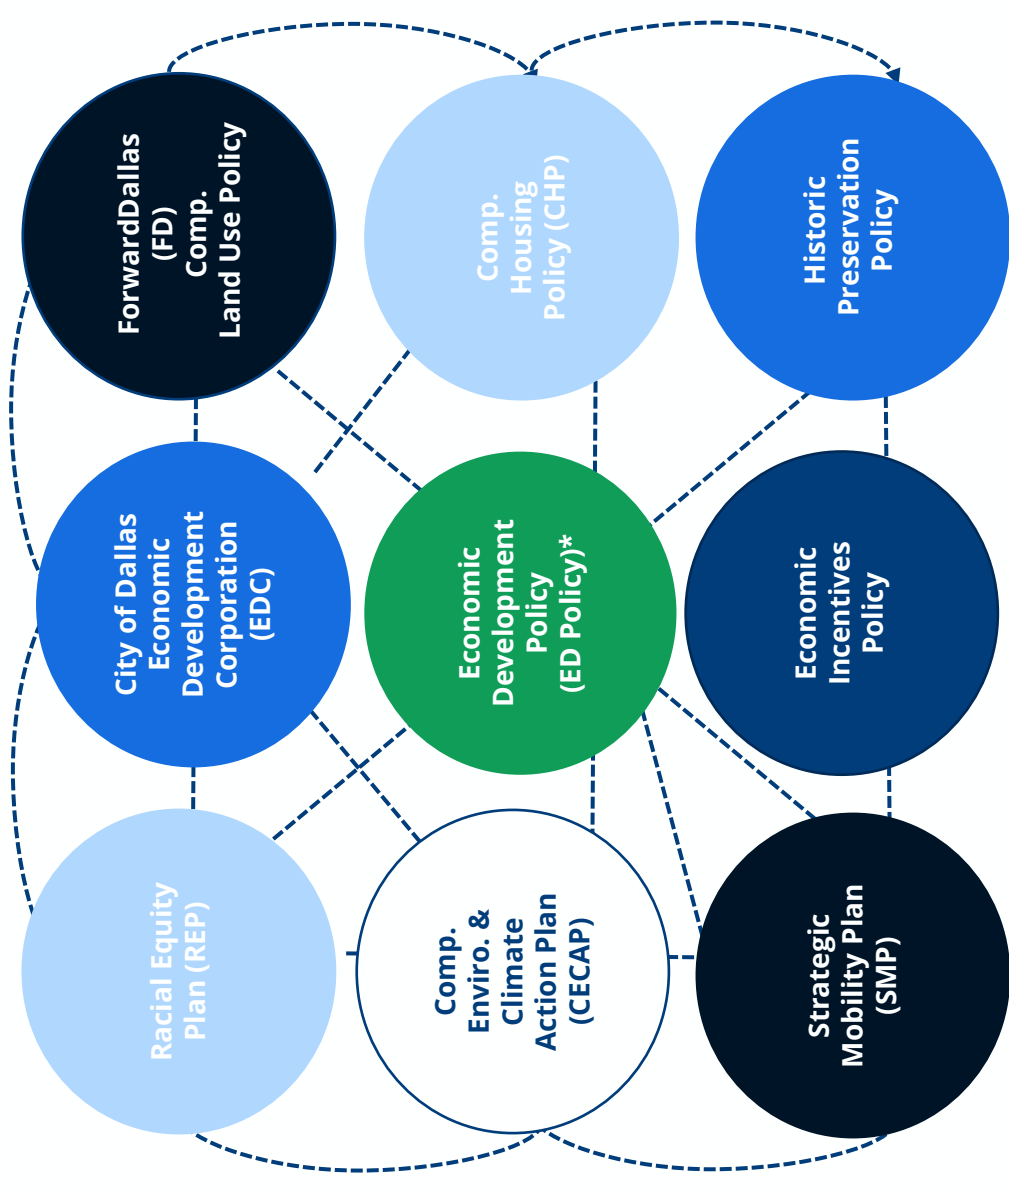 ForwardDallas
(FD)
Comp.
Land Use Policy
Comp.
Housing
Policy (CHP)
Historic
Preservation
Policy
City of Dallas
Economic
Development
Corporation
(EDC)
Economic
Development
Policy
(ED Policy)*
Economic
Incentives
Policy
Racial Equity
Plan (REP)
Comp.
Enviro. &
Climate
Action Plan
(CECAP)
Strategic
Mobility Plan
(SMP)